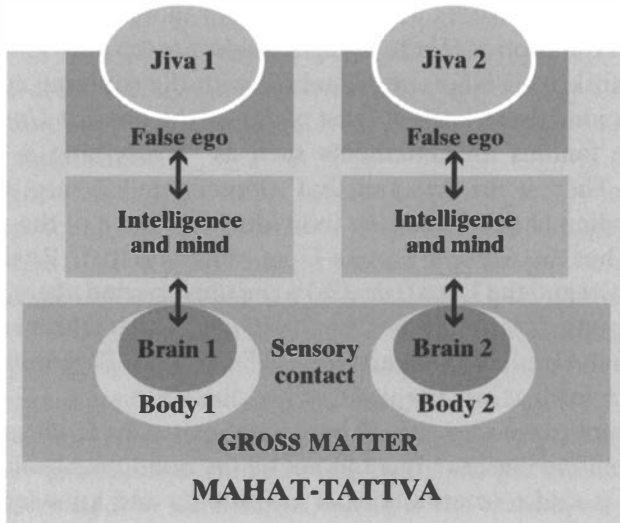 Jiva 1
Jiva 2
False ego
False ego
Intelligence
and mind
Intelligence
and mind
Brain 1
Sensory
contact
Brain 2
Body 1
Body 2
GROSS MATTER
MAHAT-TATTVA